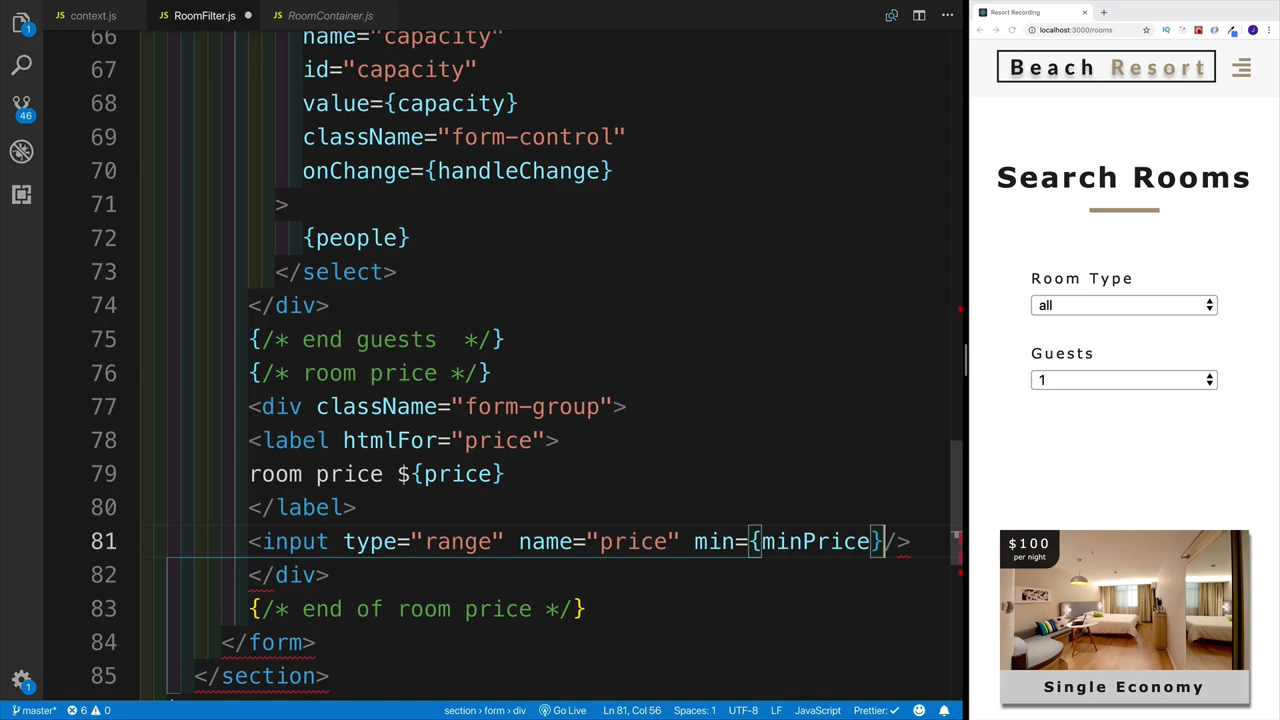 context.js
RoomFilter.js
RoomContainer.js
66 name="capacity"
67 id="capacity"
68 value={capacity}
69 className="form-control"
70 onChange={handleChange}
71 >
72 {people}
73 </select>
74 </div>
75 {/* end guests  */}
76 {/* room price */}
77 <div className="form-group">
78 <label htmlFor="price">
79 room price ${price}
80 </label>
81 <input type="range" name="price" min={minPrice}/>
82 </div>
83 {/* end of room price */}
84 </form>
85 </section>
1
46
1
master*
6
0
section › form › div
Go Live
Ln 81, Col 56
Spaces: 1
UTF-8
LF
JavaScript
Prettier: ✓
Resort Recording
localhost:3000/rooms
Beach Resort
Search Rooms
Room Type
all
Guests
1
$100
per night
Single Economy